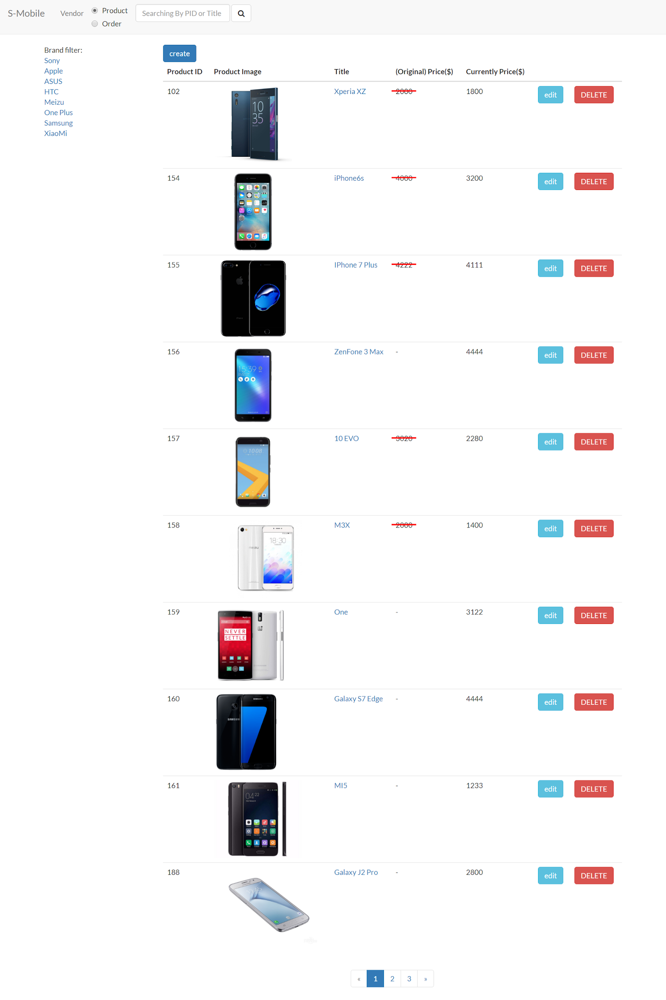 S-Mobile Vendor Product Searching By PID or Title
Order
Brand filter:
Sony
Apple
ASUS
HTC
Meizu
One Plus
Samsung
XiaoMi
create
Product ID Product Image Title (Original) Price($) Currently Price($)
102 Xperia XZ 2000 1800 edit DELETE
10
35
154 iPhone6s 4000 3200 edit DELETE
155 IPhone 7 Plus 4222 4111 edit DELETE
iPhone
156 ZenFone 3 Max - 4444 edit DELETE
15:39
157 10 EVO 3020 2280 edit DELETE
10:08
158 M3X 2000 1400 edit DELETE
18:30
meizu
159 One - 3122 edit DELETE
NEVER
SETTLE
160 Galaxy S7 Edge - 4444 edit DELETE
SAMSUNG
SAMSUN
161 MI5 - 1233 edit DELETE
04:22
188 Galaxy J2 Pro - 2800 edit DELETE
12:45
« 1 2 3 »